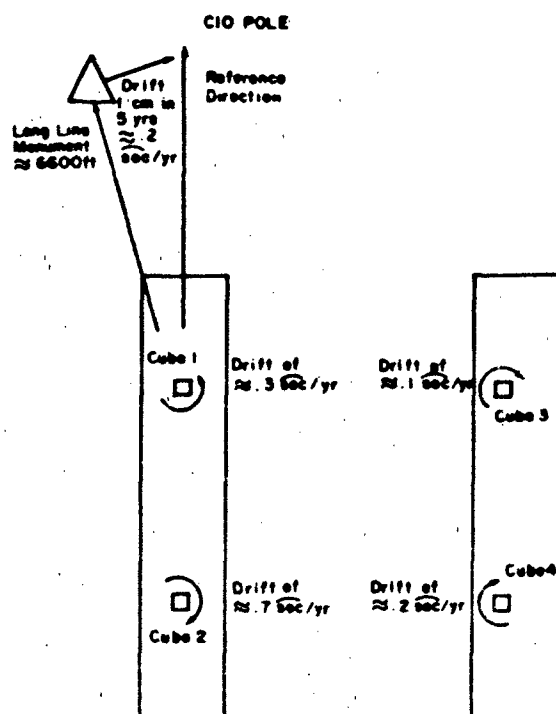 CIO POLE
Reference
Direction
Drift
1 cm in
5 yrs
≈ .2
sec/yr
Long Line
Monument
≈ 6600ft
Cube 1
Drift of
≈ .3 sec/yr
Drift of
≈ .1 sec/yr
Cube 3
Drift of
≈ .7 sec/yr
Cube 2
Drift of
≈ .2 sec/yr
Cube4